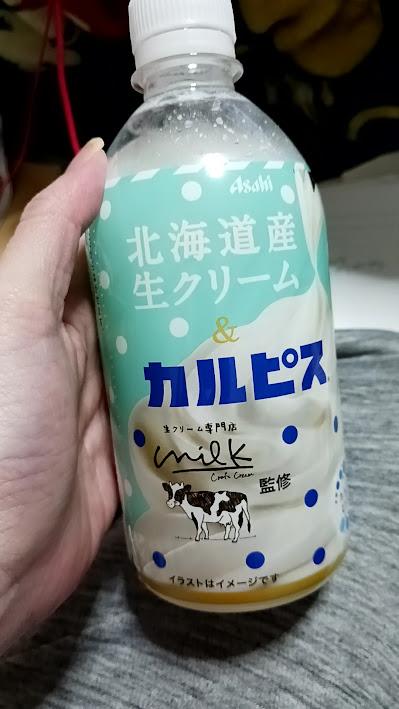 Asahi
北海道産
生クリーム
&
カルピス
生クリーム専門店
milk
Craft Cream
監修
イラストはイメージです